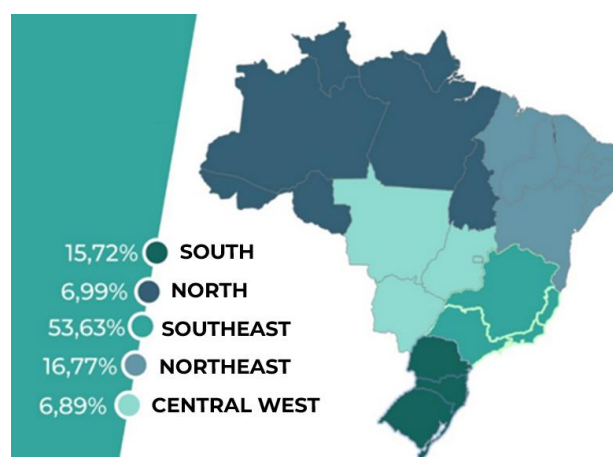 15,72% SOUTH
6,99% NORTH
53,63% SOUTHEAST
16,77% NORTHEAST
6,89% CENTRAL WEST